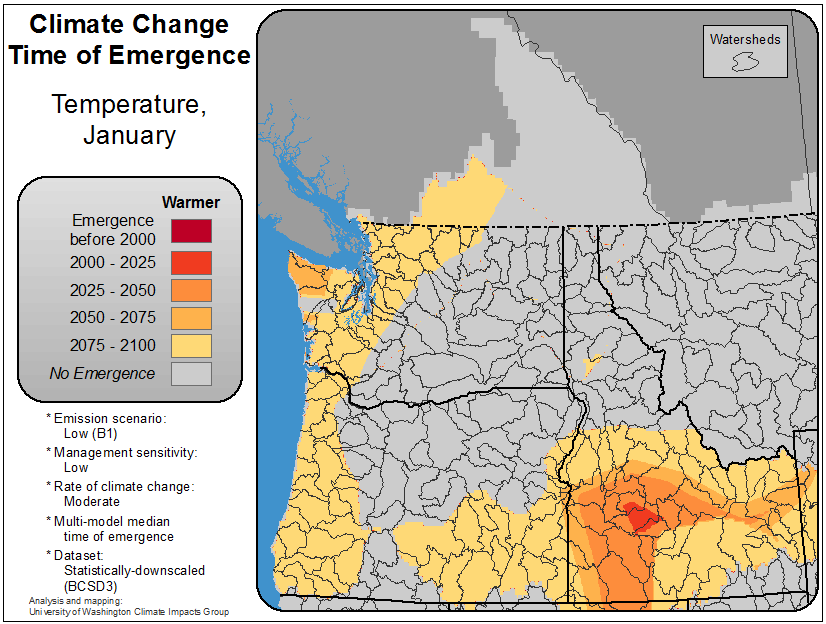 Climate Change
Time of Emergence
Temperature,
January
Warmer
Emergence
before 2000
2000 - 2025
2025 - 2050
2050 - 2075
2075 - 2100
No Emergence
* Emission scenario:
Low (B1)
* Management sensitivity:
Low
* Rate of climate change:
Moderate
* Multi-model median
time of emergence
* Dataset:
Statistically-downscaled
(BCSD3)
Analysis and mapping:
University of Washington Climate Impacts Group
Watersheds